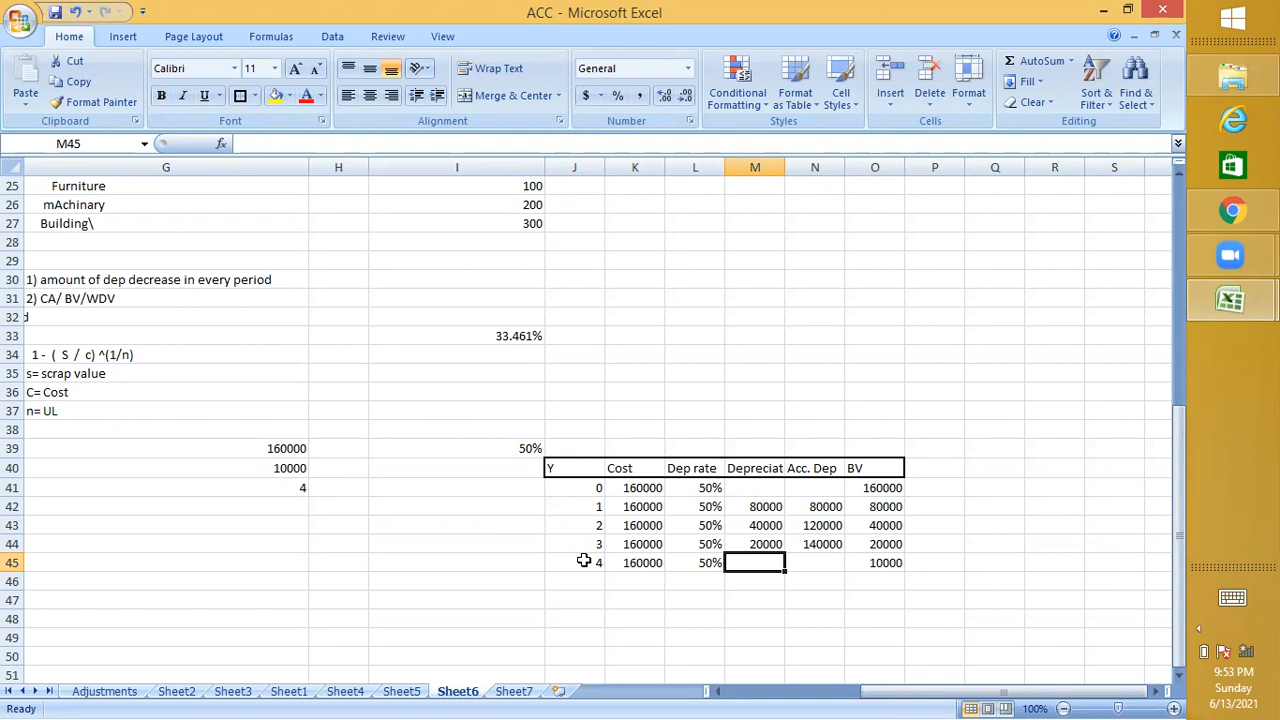 ACC - Microsoft Excel
Home Insert Page Layout Formulas Data Review View
Paste
Cut
Copy
Format Painter
Clipboard
Calibri 11
B I U
Font
Wrap Text
Merge & Center
Alignment
General
$ % ,
Number
Conditional Formatting
Format as Table
Cell Styles
Styles
Insert Delete Format
Cells
Σ AutoSum
Fill
Clear
Sort & Filter
Find & Select
Editing
M45 fx
G H I J K L M N O P Q R S
25 Furniture 100
26 mAchinary 200
27 Building\ 300
28
29
30 1) amount of dep decrease in every period
31 2) CA/ BV/WDV
32 d
33 33.461%
34 1 - ( S / c) ^(1/n)
35 s= scrap value
36 C= Cost
37 n= UL
38
39 160000 50%
40 10000 Y Cost Dep rate Depreciat Acc. Dep BV
41 4 0 160000 50% 160000
42 1 160000 50% 80000 80000 80000
43 2 160000 50% 40000 120000 40000
44 3 160000 50% 20000 140000 20000
45 4 160000 50% 10000
46
47
48
49
50
51
Adjustments Sheet2 Sheet3 Sheet1 Sheet4 Sheet5 Sheet6 Sheet7
Ready 100%
9:53 PM
Sunday
6/13/2021